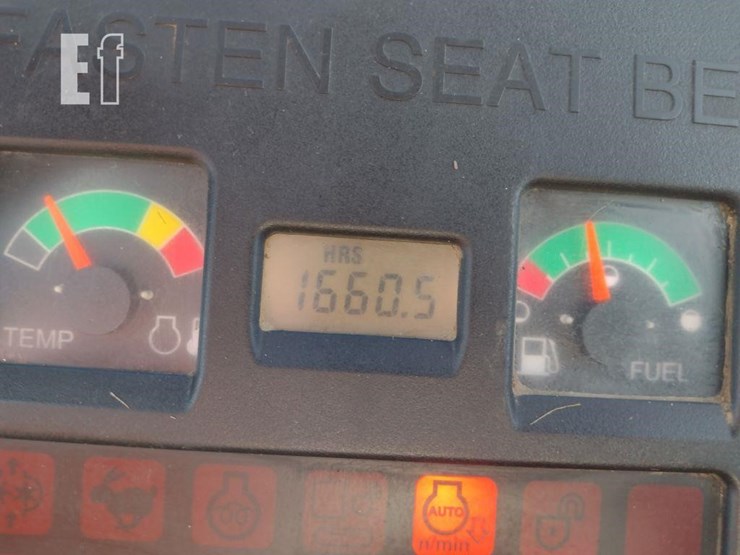 Ef
FASTEN SEAT BE
HRS
1660.5
TEMP
FUEL
AUTO
n/min